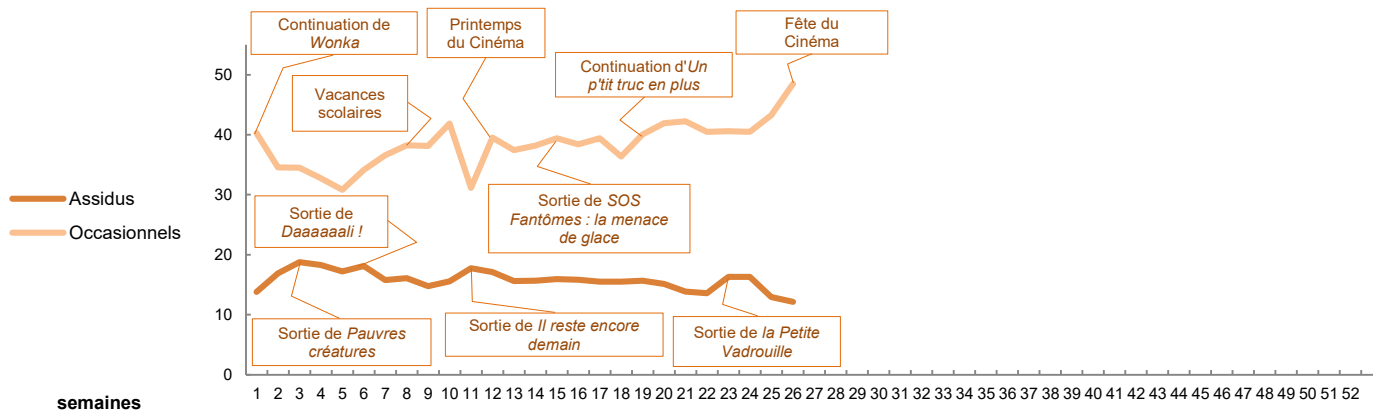 Continuation de
Wonka
Printemps
du Cinéma
Fête du
Cinéma
Continuation d'Un
p'tit truc en plus
Vacances
scolaires
50
40
30
20
10
0
Assidus
Occasionnels
Sortie de
Daaaaaali !
Sortie de SOS
Fantômes : la menace
de glace
Sortie de Pauvres
créatures
Sortie de Il reste encore
demain
Sortie de la Petite
Vadrouille
semaines
1 2 3 4 5 6 7 8 9 10 11 12 13 14 15 16 17 18 19 20 21 22 23 24 25 26 27 28 29 30 31 32 33 34 35 36 37 38 39 40 41 42 43 44 45 46 47 48 49 50 51 52